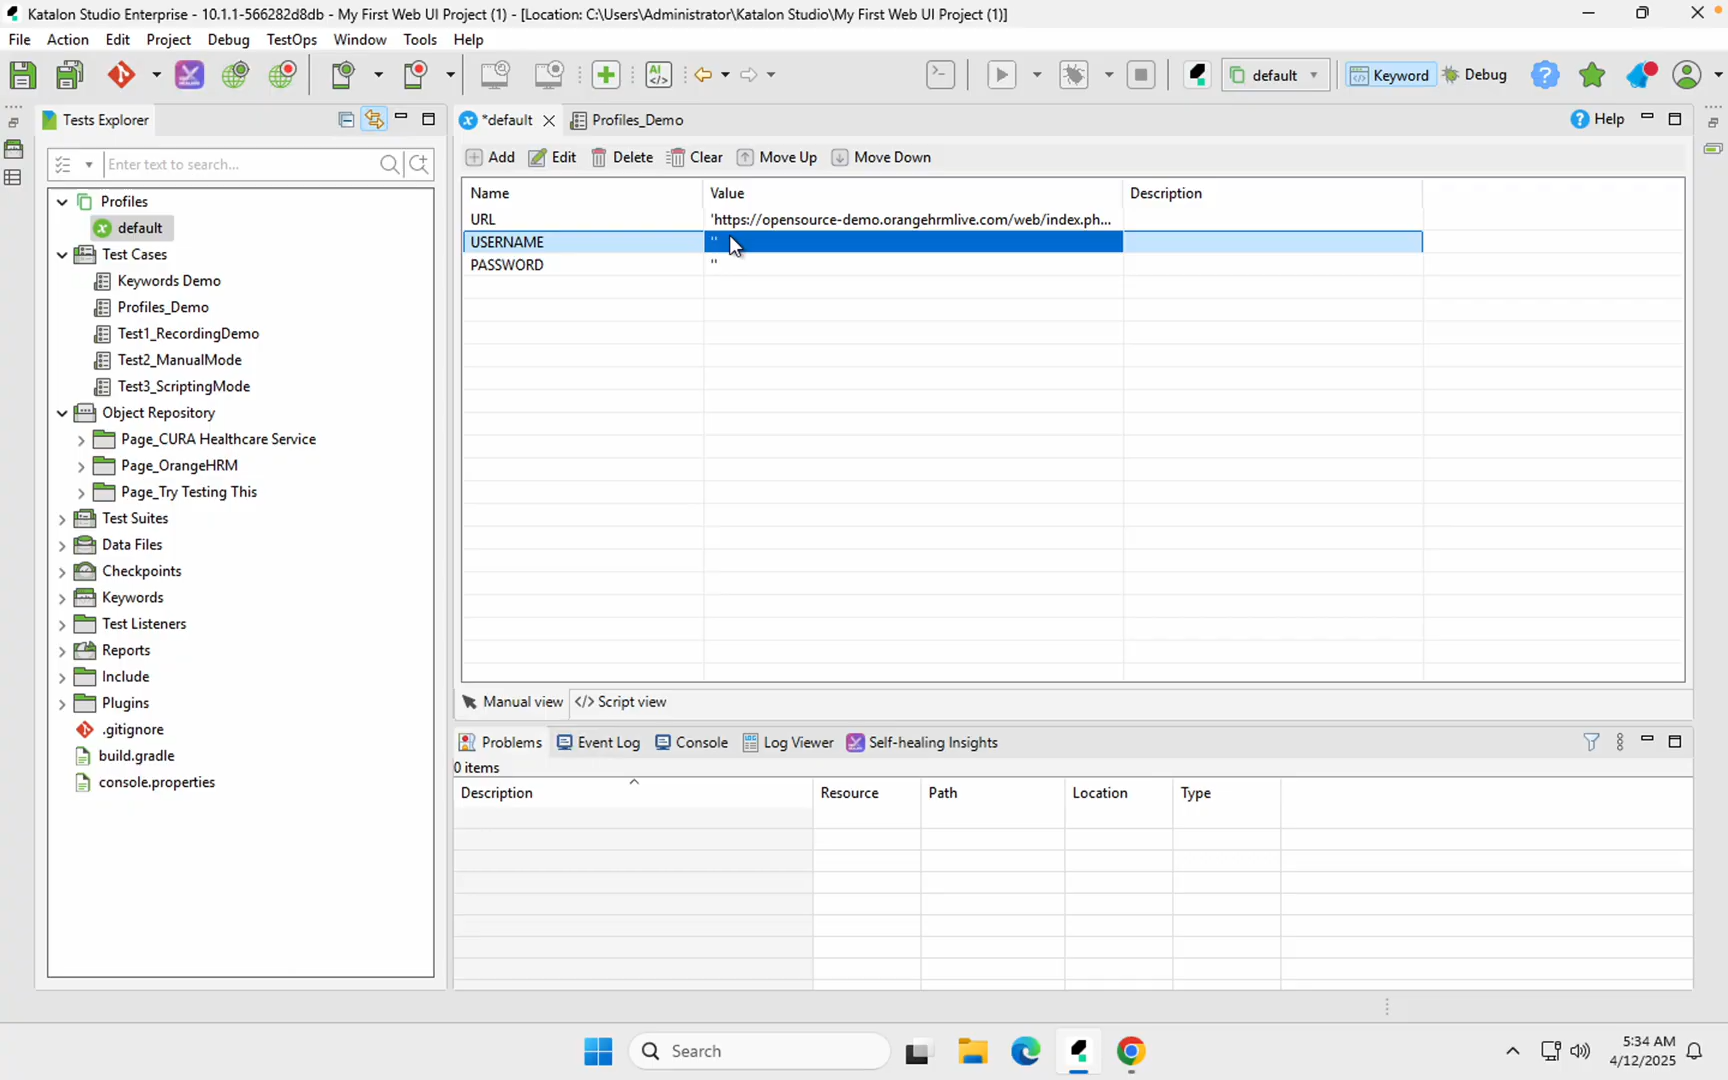 Katalon Studio Enterprise - 10.1.1-566282d8db - My First Web UI Project (1) - [Location: C:\Users\Administrator\Katalon Studio\My First Web UI Project (1)]
File Action Edit Project Debug TestOps Window Tools Help
default Keyword Debug
Tests Explorer
*default Profiles_Demo Help
Enter text to search...
Add Edit Delete Clear Move Up Move Down
Name Value Description
URL 'https://opensource-demo.orangehrmlive.com/web/index.ph...
USERNAME ''
PASSWORD ''
Profiles
default
Test Cases
Keywords Demo
Profiles_Demo
Test1_RecordingDemo
Test2_ManualMode
Test3_ScriptingMode
Object Repository
Page_CURA Healthcare Service
Page_OrangeHRM
Page_Try Testing This
Test Suites
Data Files
Checkpoints
Keywords
Test Listeners
Reports
Include
Plugins
.gitignore
build.gradle
console.properties
Manual view </> Script view
Problems Event Log Console Log Viewer Self-healing Insights
0 items
Description Resource Path Location Type
Search
5:34 AM
4/12/2025